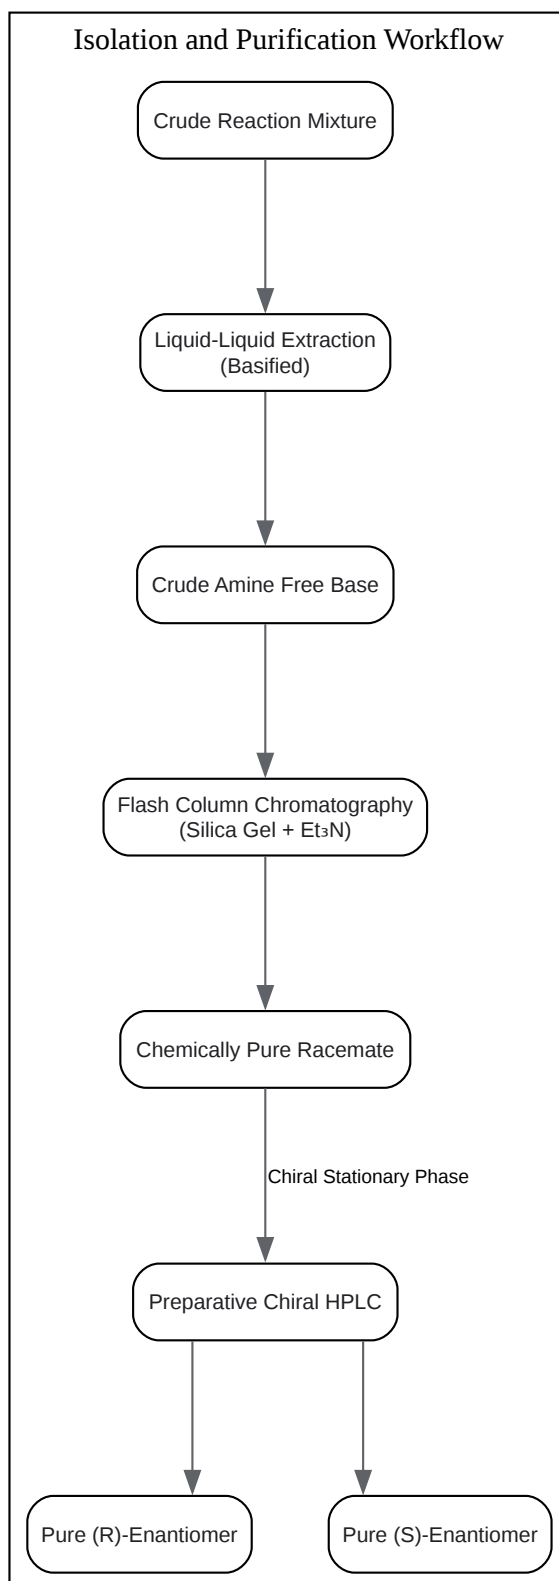 Isolation and Purification Workflow
Crude Reaction Mixture
Liquid-Liquid Extraction
(Basified)
Crude Amine Free Base
Flash Column Chromatography
(Silica Gel + Et₃N)
Chemically Pure Racemate
Chiral Stationary Phase
Preparative Chiral HPLC
Pure (R)-Enantiomer
Pure (S)-Enantiomer